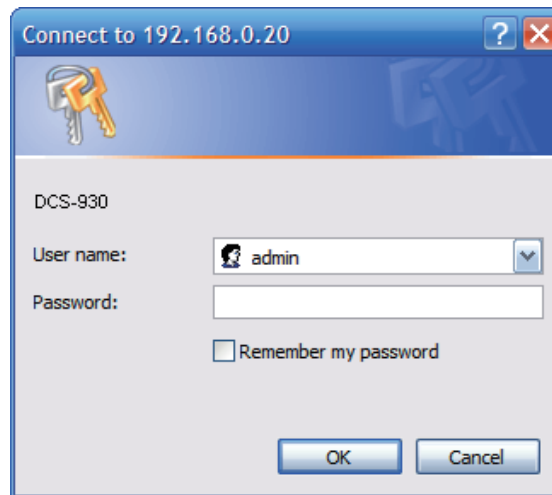 Connect to 192.168.0.20
DCS-930
User name:
admin
Password:
Remember my password
OK
Cancel